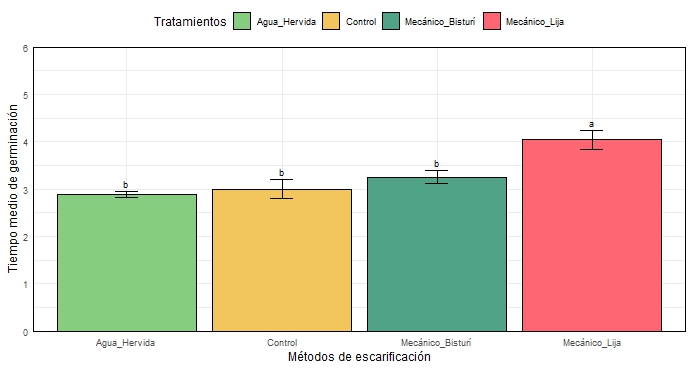 Tratamientos Agua_Hervida Control Mecánico_Bisturí Mecánico_Lija
6
5
4
3
2
1
0
Tiempo medio de germinación
b
b
b
a
Agua_Hervida Control Mecánico_Bisturí Mecánico_Lija
Métodos de escarificación